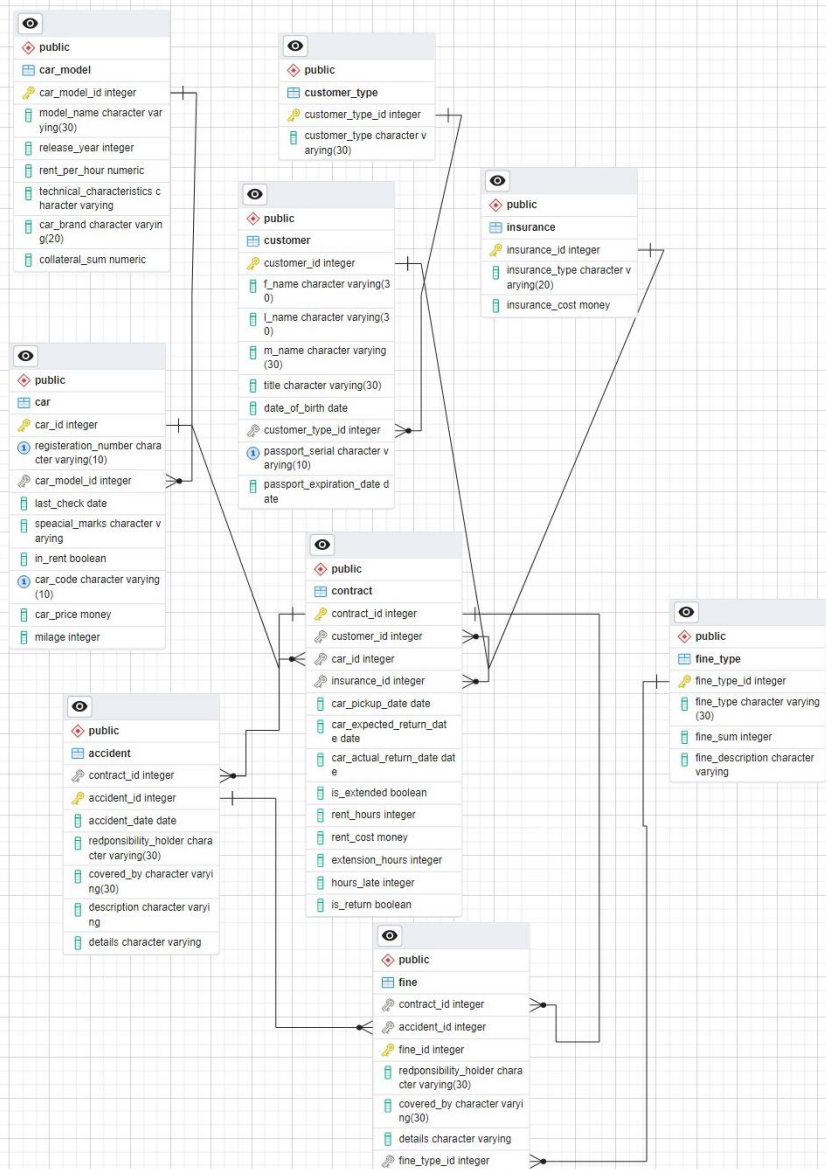 public
car_model
car_model_id integer
model_name character var
ying(30)
release_year integer
rent_per_hour numeric
technical_characteristics c
haracter varying
car_brand character varyin
g(20)
collateral_sum numeric
public
customer_type
customer_type_id integer
customer_type character v
arying(30)
public
customer
customer_id integer
f_name character varying(3
0)
l_name character varying(3
0)
m_name character varying
(30)
title character varying(30)
date_of_birth date
customer_type_id integer
1
passport_serial character v
arying(10)
passport_expiration_date d
ate
public
insurance
insurance_id integer
insurance_type character v
arying(20)
insurance_cost money
public
car
car_id integer
1
registeration_number chara
cter varying(10)
car_model_id integer
last_check date
speacial_marks character v
arying
in_rent boolean
1
car_code character varying
(10)
car_price money
milage integer
public
contract
contract_id integer
customer_id integer
car_id integer
insurance_id integer
car_pickup_date date
car_expected_return_dat
e date
car_actual_return_date dat
e
is_extended boolean
rent_hours integer
rent_cost money
extension_hours integer
hours_late integer
is_return boolean
public
fine_type
fine_type_id integer
fine_type character varying
(30)
fine_sum integer
fine_description character
varying
public
accident
contract_id integer
accident_id integer
accident_date date
redponsibility_holder chara
cter varying(30)
covered_by character varyi
ng(30)
description character varyi
ng
details character varying
public
fine
contract_id integer
accident_id integer
fine_id integer
redponsibility_holder chara
cter varying(30)
covered_by character varyi
ng(30)
details character varying
fine_type_id integer